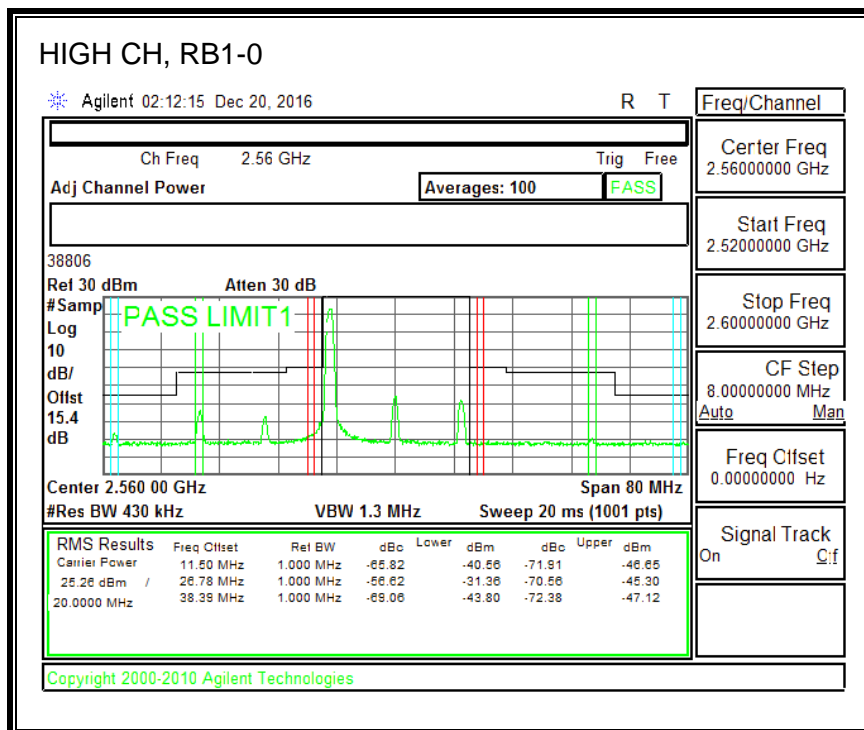 HIGH CH, RB1-0
Agilent 02:12:15 Dec 20, 2016 R T
Freq/Channel
Ch Freq 2.56 GHz Trig Free
Adj Channel Power Averages: 100 PASS
Center Freq
2.56000000 GHz
Start Freq
2.52000000 GHz
Stop Freq
2.60000000 GHz
CF Step
8.00000000 MHz
Auto Man
Freq Offset
0.00000000 Hz
Signal Track
On Off
38806
Ref 30 dBm Atten 30 dB
#Samp
Log
10
dB/
Offst
15.4
dB
PASS LIMIT1
Center 2.560 00 GHz Span 80 MHz
#Res BW 430 kHz VBW 1.3 MHz Sweep 20 ms (1001 pts)
RMS Results Freq Offset Ref BW dBc Lower dBm dBc Upper dBm
Carrier Power 11.50 MHz 1.000 MHz -65.82 -40.56 -71.91 -46.65
25.26 dBm / 26.78 MHz 1.000 MHz -56.62 -31.36 -70.56 -45.30
20.0000 MHz 38.39 MHz 1.000 MHz -69.06 -43.80 -72.38 -47.12
Copyright 2000-2010 Agilent Technologies